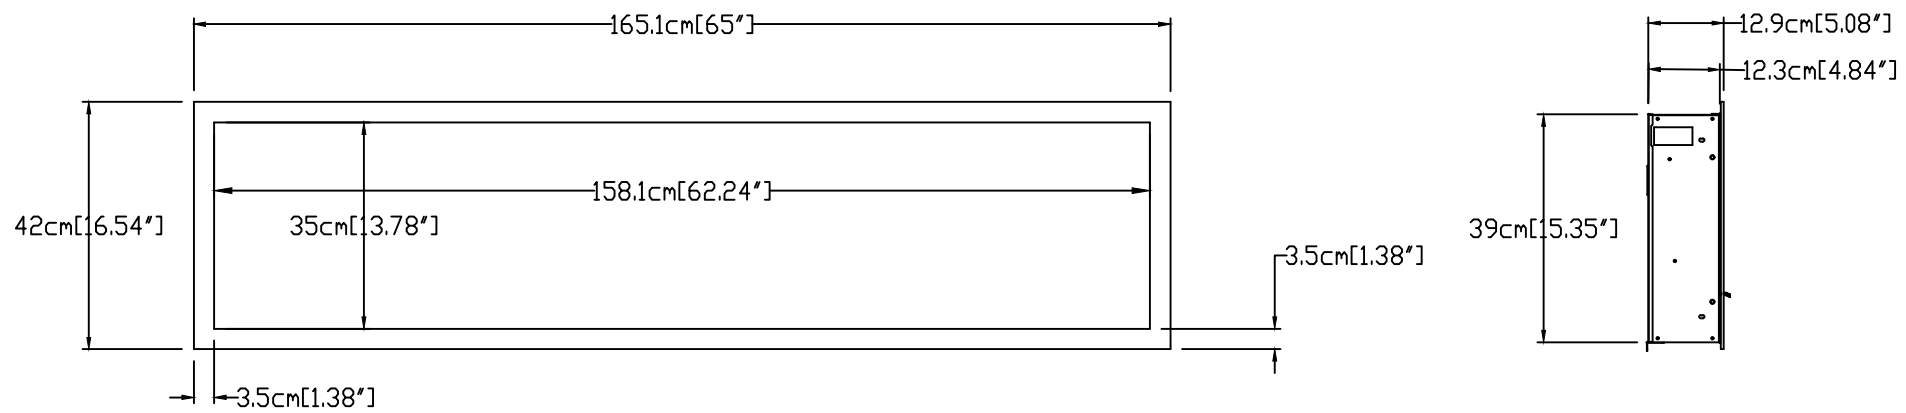 165.1cm[65″]
12.9cm[5.08″]
12.3cm[4.84″]
158.1cm[62.24″]
42cm[16.54″]
35cm[13.78″]
39cm[15.35″]
3.5cm[1.38″]
3.5cm[1.38″]